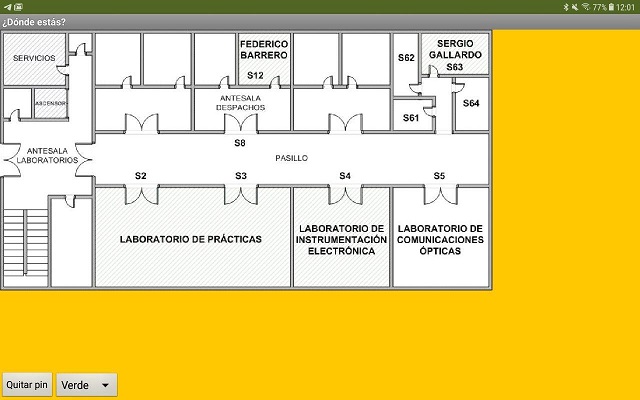 77% 12:01
¿Dónde estás?
SERVICIOS
FEDERICO
BARRERO
S12
S62
SERGIO
GALLARDO
S63
ASCENSOR
ANTESALA
DESPACHOS
S61
S64
ANTESALA
LABORATORIOS
S8
PASILLO
S2
S3
S4
S5
LABORATORIO DE PRÁCTICAS
LABORATORIO DE
INSTRUMENTACIÓN
ELECTRÓNICA
LABORATORIO DE
COMUNICACIONES
ÓPTICAS
Quitar pin
Verde